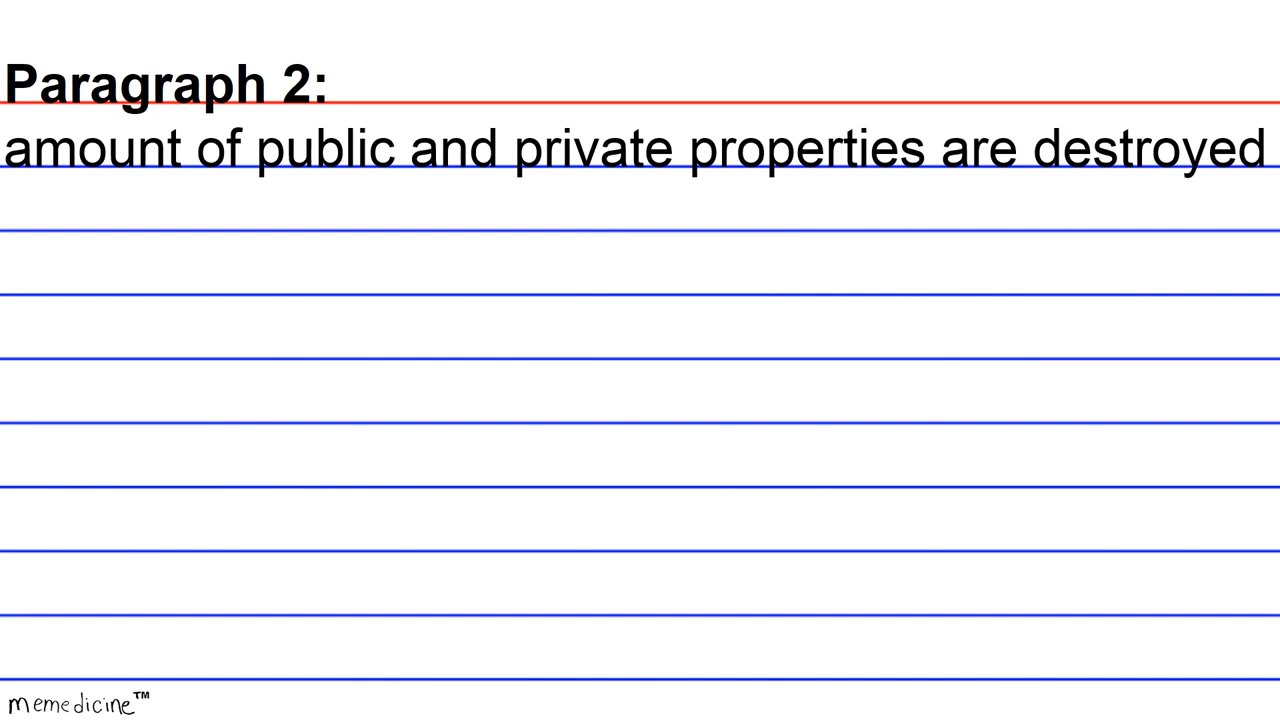 Paragraph 2:
amount of public and private properties are destroyed
memedicine™